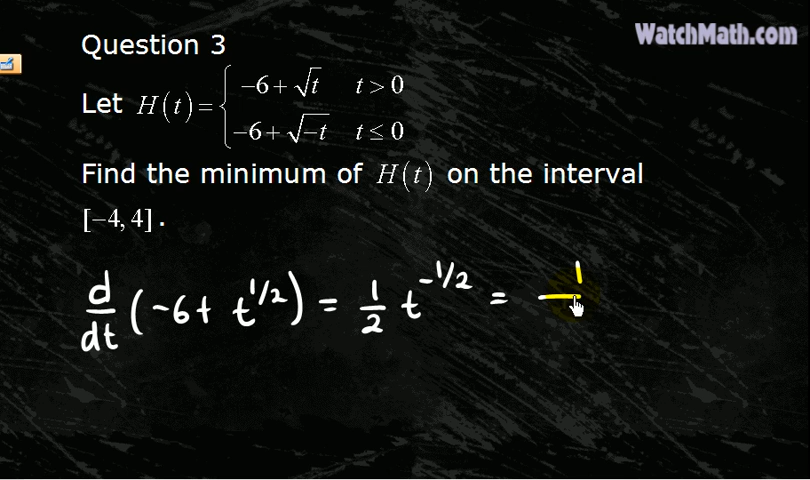 WatchMath.com
Question 3
Let H(t) = { −6+√t   t > 0
−6+√−t   t ≤ 0
Find the minimum of H(t) on the interval
[−4, 4].
d/dt (−6+ t^1/2) = 1/2 t^−1/2 = 1